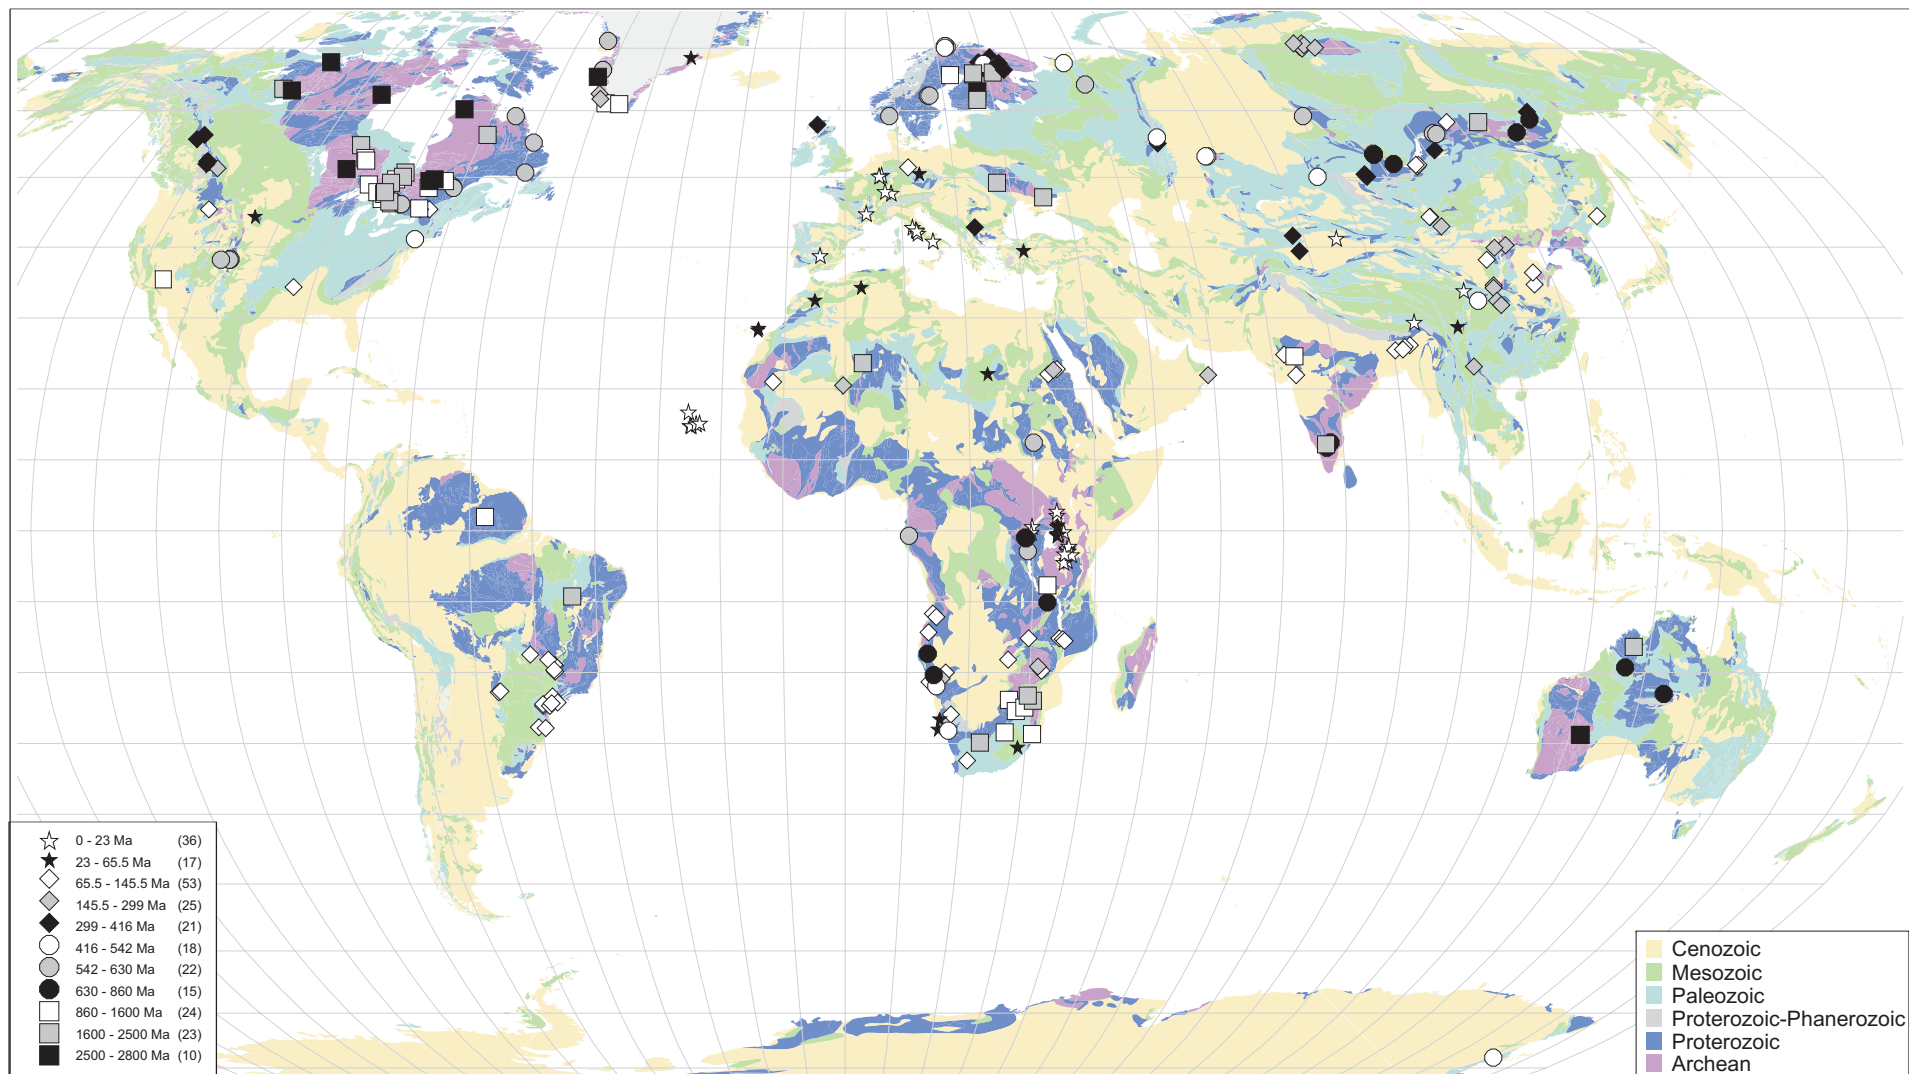 0 - 23 Ma (36)
23 - 65.5 Ma (17)
65.5 - 145.5 Ma (53)
145.5 - 299 Ma (25)
299 - 416 Ma (21)
416 - 542 Ma (18)
542 - 630 Ma (22)
630 - 860 Ma (15)
860 - 1600 Ma (24)
1600 - 2500 Ma (23)
2500 - 2800 Ma (10)
Cenozoic
Mesozoic
Paleozoic
Proterozoic-Phanerozoic
Proterozoic
Archean